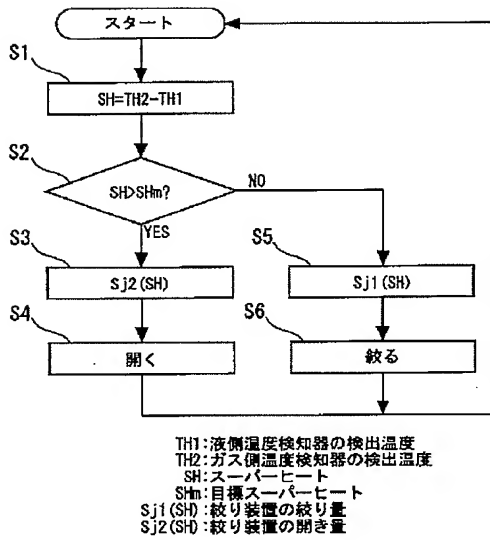 スタート
S1
SH=TH2-TH1
S2
SH>SHm?
NO
YES
S3
Sj2(SH)
S5
Sj1(SH)
S4
開く
S6
絞る
TH1:液側温度検知器の検出温度
TH2:ガス側温度検知器の検出温度
SH:スーパーヒート
SHm:目標スーパーヒート
Sj1(SH):絞り装置の絞り量
Sj2(SH):絞り装置の開き量